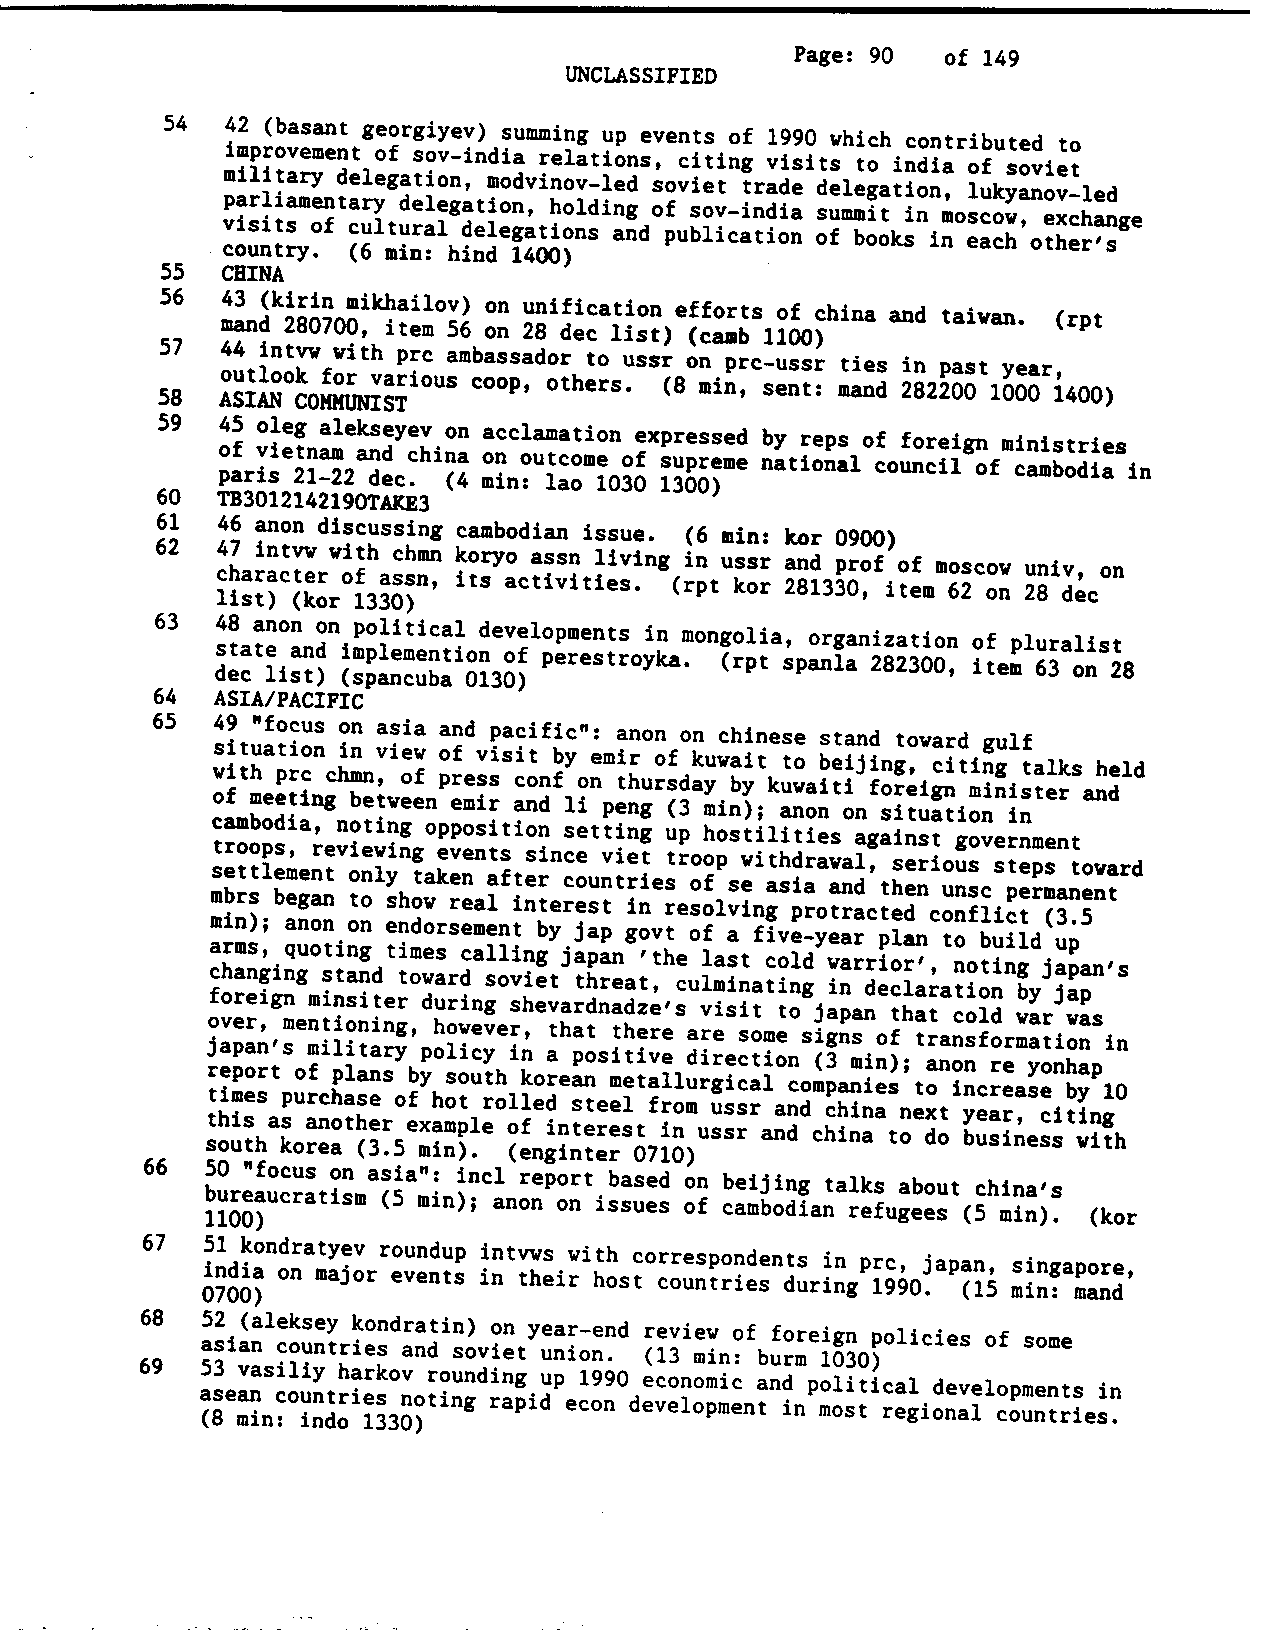 Page: 90 of 149
UNCLASSIFIED
54 42 (basant georgiyev) summing up events of 1990 which contributed to
improvement of sov-india relations, citing visits to india of soviet
military delegation, modvinov-led soviet trade delegation, lukyanov-led
parliamentary delegation, holding of sov-india summit in moscow, exchange
visits of cultural delegations and publication of books in each other's
country. (6 min: hind 1400)
55 CHINA
56 43 (kirin mikhailov) on unification efforts of china and taiwan. (rpt
mand 280700, item 56 on 28 dec list) (camb 1100)
57 44 intvw with prc ambassador to ussr on prc-ussr ties in past year,
outlook for various coop, others. (8 min, sent: mand 282200 1000 1400)
58 ASIAN COMMUNIST
59 45 oleg alekseyev on acclamation expressed by reps of foreign ministries
of vietnam and china on outcome of supreme national council of cambodia in
paris 21-22 dec. (4 min: lao 1030 1300)
60 TB3012142190TAKE3
61 46 anon discussing cambodian issue. (6 min: kor 0900)
62 47 intvw with chmn koryo assn living in ussr and prof of moscow univ, on
character of assn, its activities. (rpt kor 281330, item 62 on 28 dec
list) (kor 1330)
63 48 anon on political developments in mongolia, organization of pluralist
state and implemention of perestroyka. (rpt spanla 282300, item 63 on 28
dec list) (spancuba 0130)
64 ASIA/PACIFIC
65 49 "focus on asia and pacific": anon on chinese stand toward gulf
situation in view of visit by emir of kuwait to beijing, citing talks held
with prc chmn, of press conf on thursday by kuwaiti foreign minister and
of meeting between emir and li peng (3 min); anon on situation in
cambodia, noting opposition setting up hostilities against government
troops, reviewing events since viet troop withdrawal, serious steps toward
settlement only taken after countries of se asia and then unsc permanent
mbrs began to show real interest in resolving protracted conflict (3.5
min); anon on endorsement by jap govt of a five-year plan to build up
arms, quoting times calling japan 'the last cold warrior', noting japan's
changing stand toward soviet threat, culminating in declaration by jap
foreign minsiter during shevardnadze's visit to japan that cold war was
over, mentioning, however, that there are some signs of transformation in
japan's military policy in a positive direction (3 min); anon re yonhap
report of plans by south korean metallurgical companies to increase by 10
times purchase of hot rolled steel from ussr and china next year, citing
this as another example of interest in ussr and china to do business with
south korea (3.5 min). (enginter 0710)
66 50 "focus on asia": incl report based on beijing talks about china's
bureaucratism (5 min); anon on issues of cambodian refugees (5 min). (kor
1100)
67 51 kondratyev roundup intvws with correspondents in prc, japan, singapore,
india on major events in their host countries during 1990. (15 min: mand
0700)
68 52 (aleksey kondratin) on year-end review of foreign policies of some
asian countries and soviet union. (13 min: burm 1030)
69 53 vasiliy harkov rounding up 1990 economic and political developments in
asean countries noting rapid econ development in most regional countries.
(8 min: indo 1330)